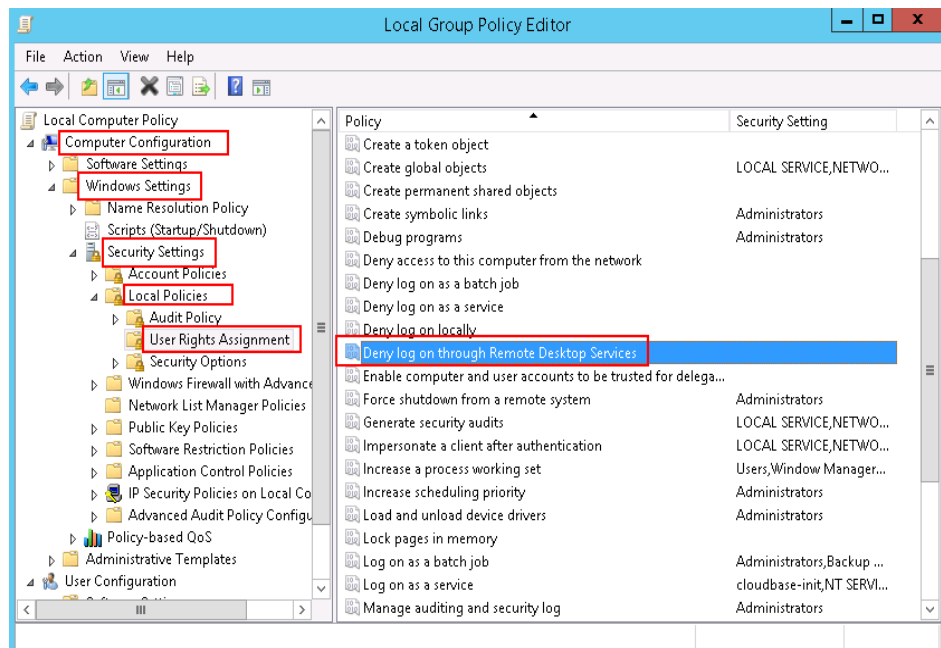 Local Group Policy Editor
File Action View Help
Local Computer Policy
Computer Configuration
Software Settings
Windows Settings
Name Resolution Policy
Scripts (Startup/Shutdown)
Security Settings
Account Policies
Local Policies
Audit Policy
User Rights Assignment
Security Options
Windows Firewall with Advance
Network List Manager Policies
Public Key Policies
Software Restriction Policies
Application Control Policies
IP Security Policies on Local Co
Advanced Audit Policy Configu
Policy-based QoS
Administrative Templates
User Configuration
Policy Security Setting
Create a token object
Create global objects LOCAL SERVICE,NETWO...
Create permanent shared objects
Create symbolic links Administrators
Debug programs Administrators
Deny access to this computer from the network
Deny log on as a batch job
Deny log on as a service
Deny log on locally
Deny log on through Remote Desktop Services
Enable computer and user accounts to be trusted for delega...
Force shutdown from a remote system Administrators
Generate security audits LOCAL SERVICE,NETWO...
Impersonate a client after authentication LOCAL SERVICE,NETWO...
Increase a process working set Users,Window Manager...
Increase scheduling priority Administrators
Load and unload device drivers Administrators
Lock pages in memory
Log on as a batch job Administrators,Backup ...
Log on as a service cloudbase-init,NT SERVI...
Manage auditing and security log Administrators